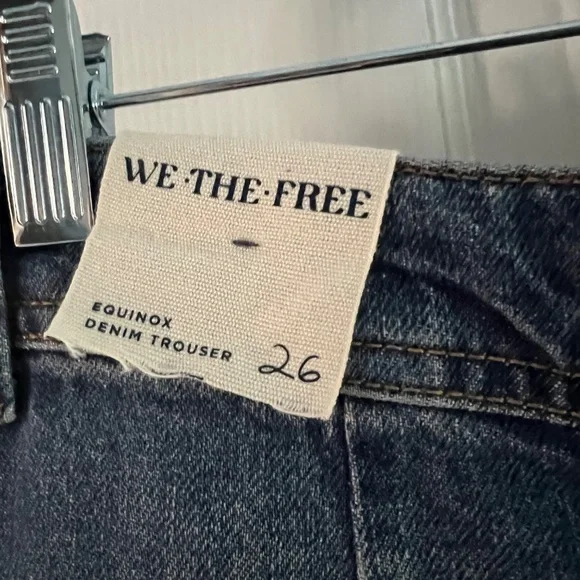 WE·THE·FREE
EQUINOX
DENIM TROUSER
26